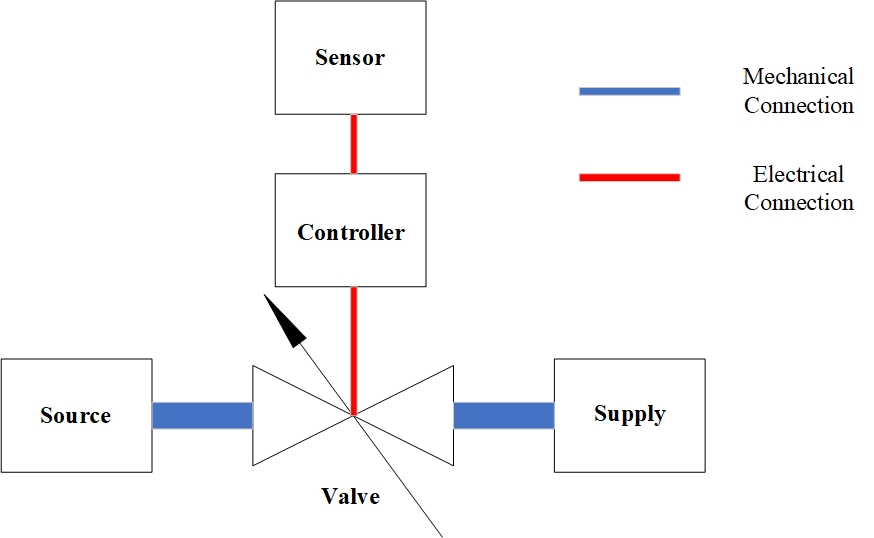 Sensor
Mechanical
Connection
Electrical
Connection
Controller
Source
Supply
Valve